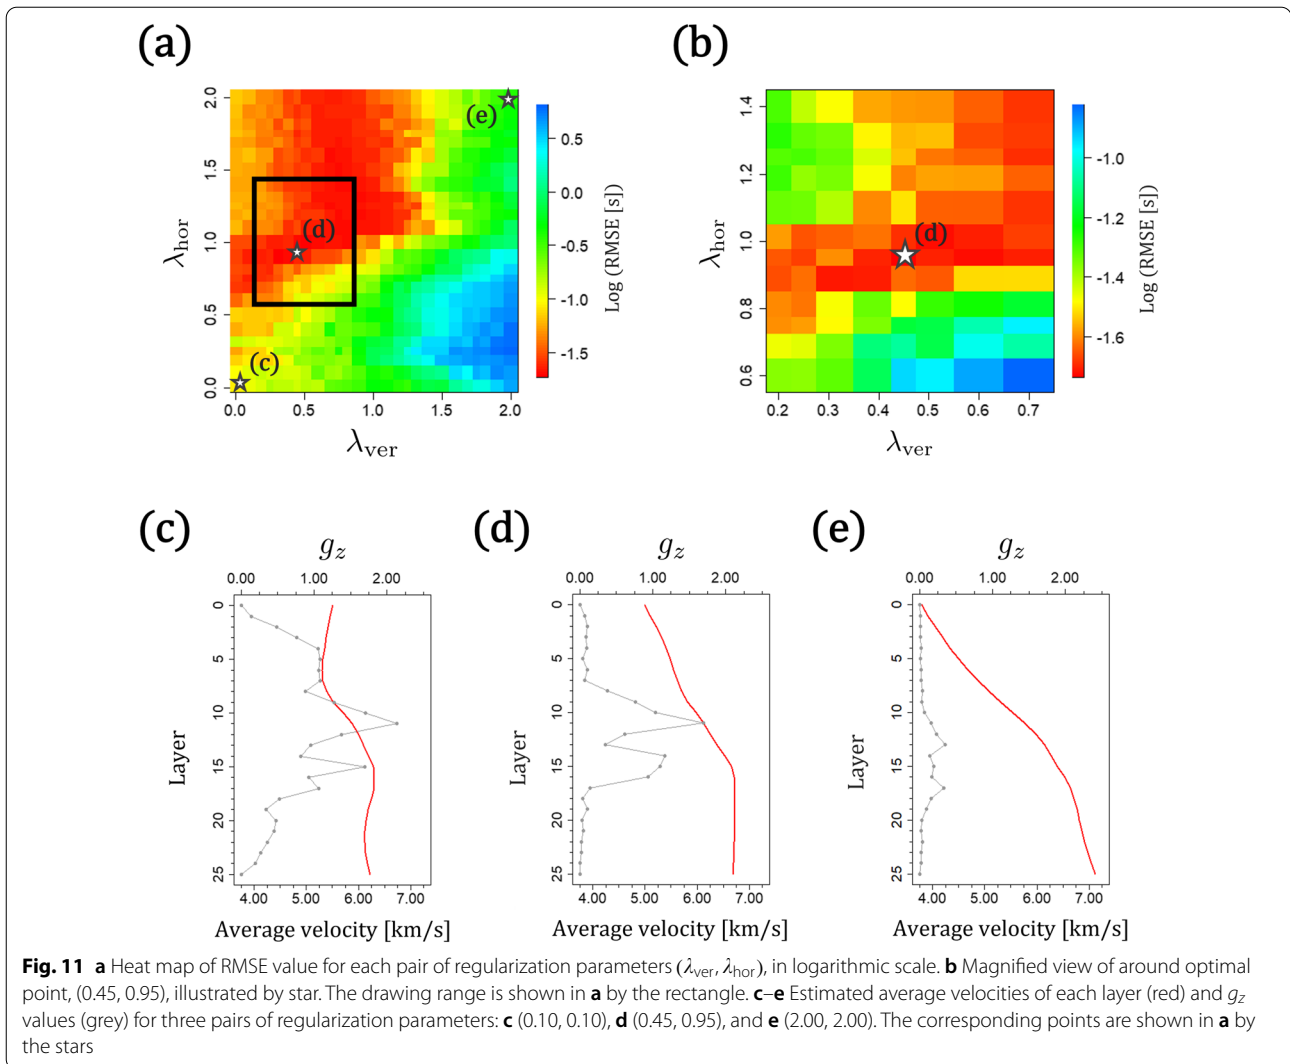 (a)
(b)
2.0
1.5
1.0
0.5
0.0
λhor
(e)
(d)
(c)
0.0 0.5 1.0 1.5 2.0
λver
0.5
0.0
-0.5
-1.0
-1.5
Log (RMSE [s])
1.4
1.2
1.0
0.8
0.6
λhor
(d)
0.2 0.3 0.4 0.5 0.6 0.7
λver
-1.0
-1.2
-1.4
-1.6
Log (RMSE [s])
(c)
gz
0.00 1.00 2.00
0
5
10
15
20
25
Layer
4.00 5.00 6.00 7.00
Average velocity [km/s]
(d)
gz
0.00 1.00 2.00
0
5
10
15
20
25
Layer
4.00 5.00 6.00 7.00
Average velocity [km/s]
(e)
gz
0.00 1.00 2.00
0
5
10
15
20
25
Layer
4.00 5.00 6.00 7.00
Average velocity [km/s]
Fig. 11 a Heat map of RMSE value for each pair of regularization parameters (λver, λhor), in logarithmic scale. b Magnified view of around optimal
point, (0.45, 0.95), illustrated by star. The drawing range is shown in a by the rectangle. c–e Estimated average velocities of each layer (red) and gz
values (grey) for three pairs of regularization parameters: c (0.10, 0.10), d (0.45, 0.95), and e (2.00, 2.00). The corresponding points are shown in a by
the stars